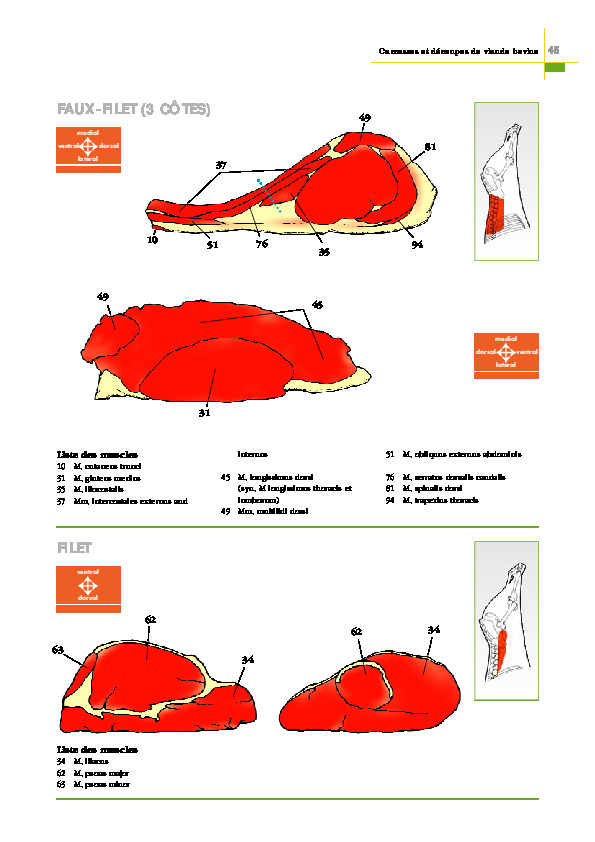 Carcasses et découpes de viande bovine 45
FAUX-FILET (3 CÔTES)
medial
ventral dorsal
lateral
49
81
37
10
51
76
35
94
49
45
31
medial
dorsal ventral
lateral
Liste des muscles
10 M. cutaneus trunci
31 M. gluteus medius
35 M. iliocostalis
37 Mm. intercostales externus and
internus
45 M. longissimus dorsi
(syn. M longissimus thoracis et
lumborum)
49 Mm. multifidi dorsi
51 M. obliquus externus abdominis
76 M. serratus dorsalis caudalis
81 M. spinalis dorsi
94 M. trapezius thoracis
FILET
ventral
dorsal
62
63
34
62
34
Liste des muscles
34 M. iliacus
62 M. psoas major
63 M. psoas minor